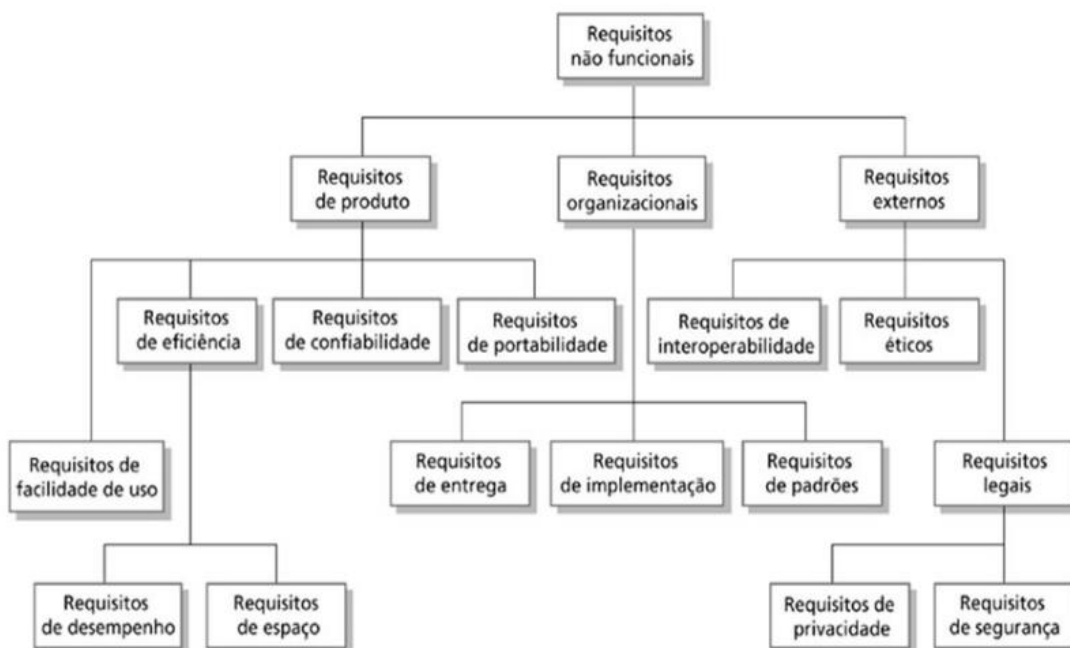 Requisitos
não funcionais
Requisitos
de produto
Requisitos
organizacionais
Requisitos
externos
Requisitos
de eficiência
Requisitos
de confiabilidade
Requisitos
de portabilidade
Requisitos de
interoperabilidade
Requisitos
éticos
Requisitos de
facilidade de uso
Requisitos
de entrega
Requisitos
de implementação
Requisitos
de padrões
Requisitos
legais
Requisitos
de desempenho
Requisitos
de espaço
Requisitos de
privacidade
Requisitos
de segurança